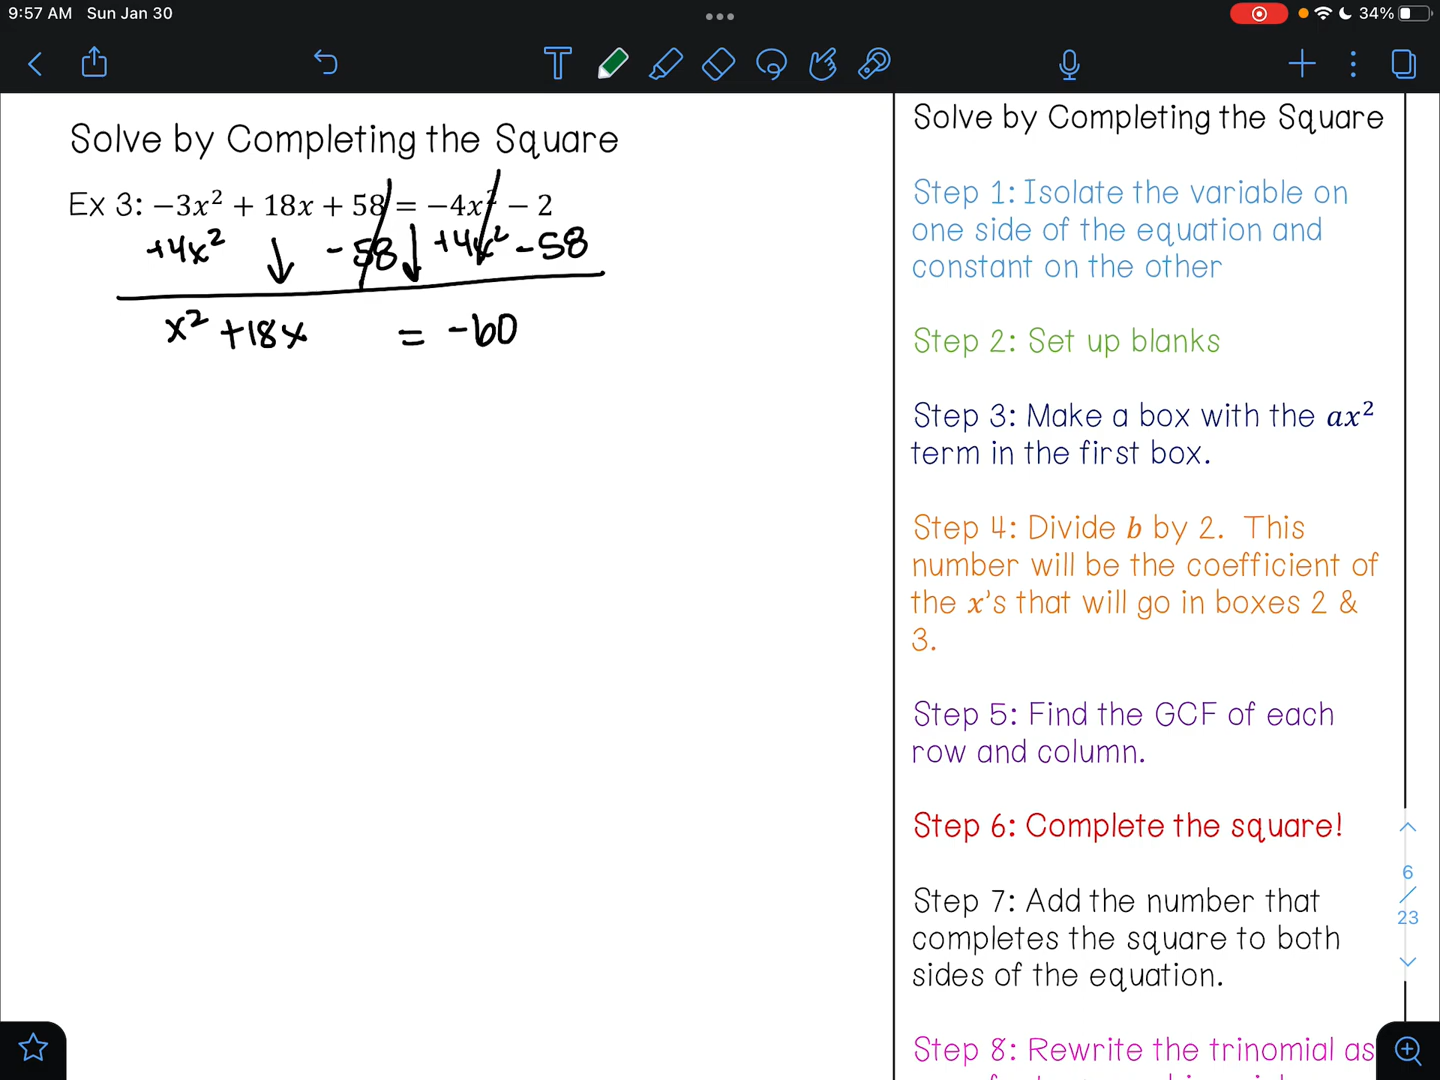 9:57 AM Sun Jan 30
34%
Solve by Completing the Square
Ex 3: −3x² + 18x + 58 = −4x² − 2
+4x² ↓ -58 ↓ +4x² -58
x² +18x = -60
Solve by Completing the Square
Step 1: Isolate the variable on
one side of the equation and
constant on the other
Step 2: Set up blanks
Step 3: Make a box with the ax²
term in the first box.
Step 4: Divide b by 2. This
number will be the coefficient of
the x's that will go in boxes 2 &
3.
Step 5: Find the GCF of each
row and column.
Step 6: Complete the square!
Step 7: Add the number that
completes the square to both
sides of the equation.
Step 8: Rewrite the trinomial as
6
/
23